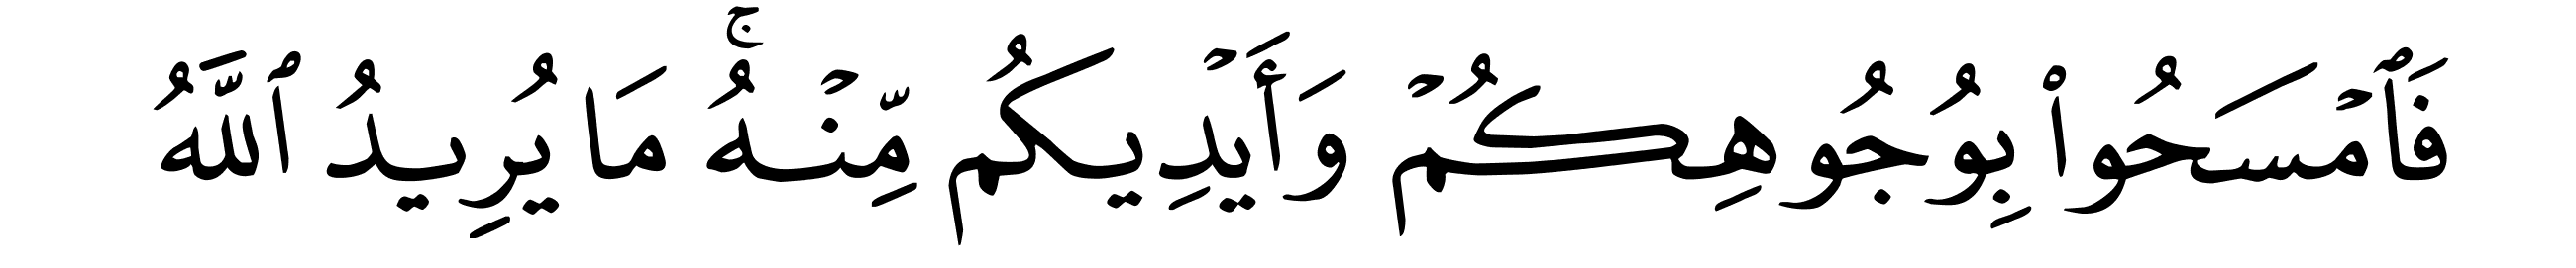 فَٱمۡسَحُواْ بِوُجُوهِكُمۡ وَأَيۡدِيكُم مِّنۡهُۚ مَا يُرِيدُ ٱللَّهُ